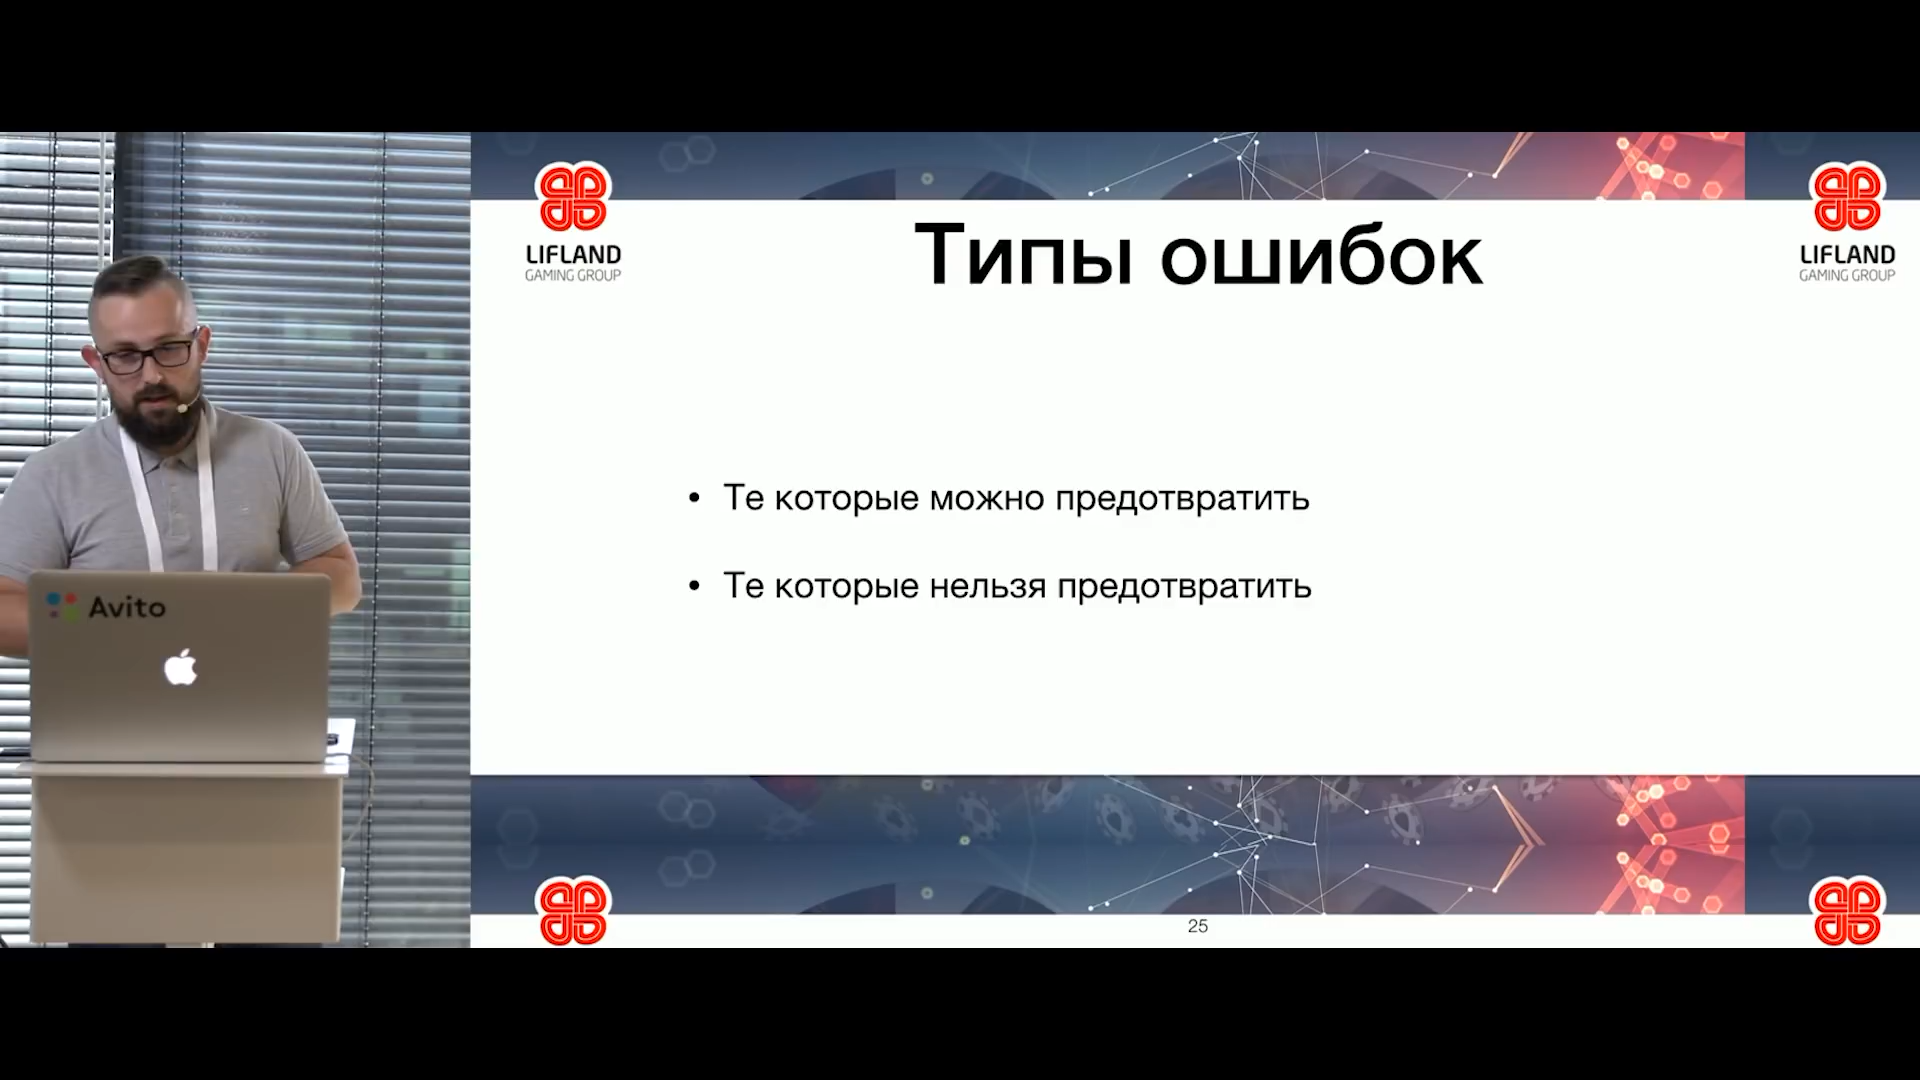 LIFLAND
GAMING GROUP
Типы ошибок
LIFLAND
GAMING GROUP
• Те которые можно предотвратить
• Те которые нельзя предотвратить
Avito
25